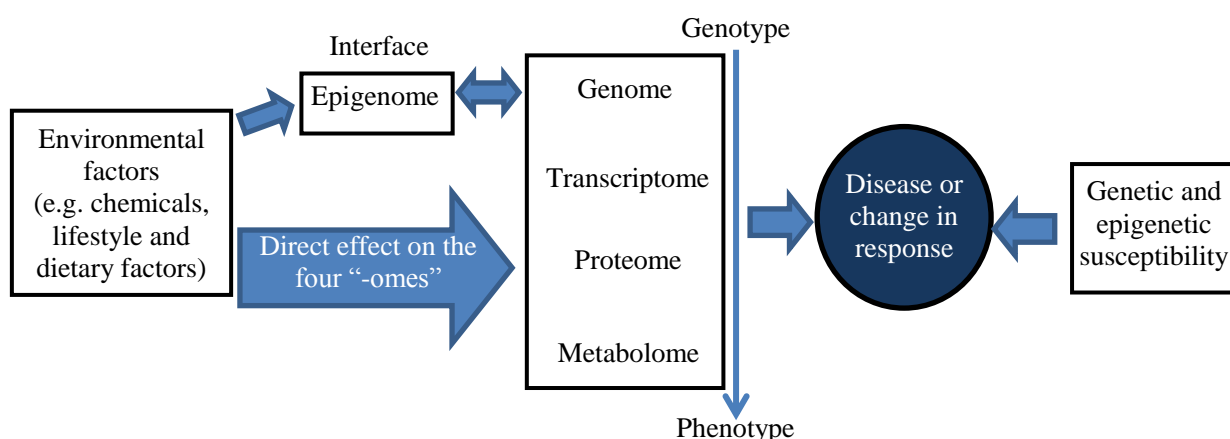 Genotype
Interface
Epigenome
Environmental
factors
(e.g. chemicals,
lifestyle and
dietary factors)
Direct effect on the
four “-omes”
Genome
Transcriptome
Proteome
Metabolome
Disease or
change in
response
Genetic and
epigenetic
susceptibility
Phenotype